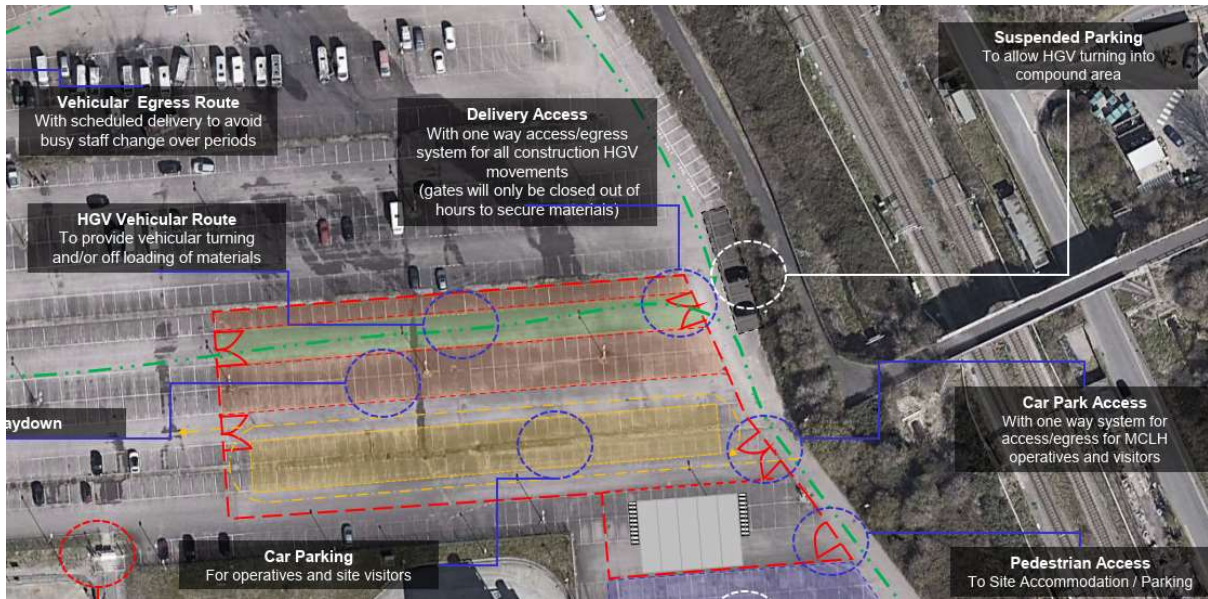 Suspended Parking
To allow HGV turning into
compound area
Vehicular Egress Route
With scheduled delivery to avoid
busy staff change over periods
Delivery Access
With one way access/egress
system for all construction HGV
movements
(gates will only be closed out of
hours to secure materials)
HGV Vehicular Route
To provide vehicular turning
and/or off loading of materials
aydown
Car Park Access
With one way system for
access/egress for MCLH
operatives and visitors
Car Parking
For operatives and site visitors
Pedestrian Access
To Site Accommodation / Parking